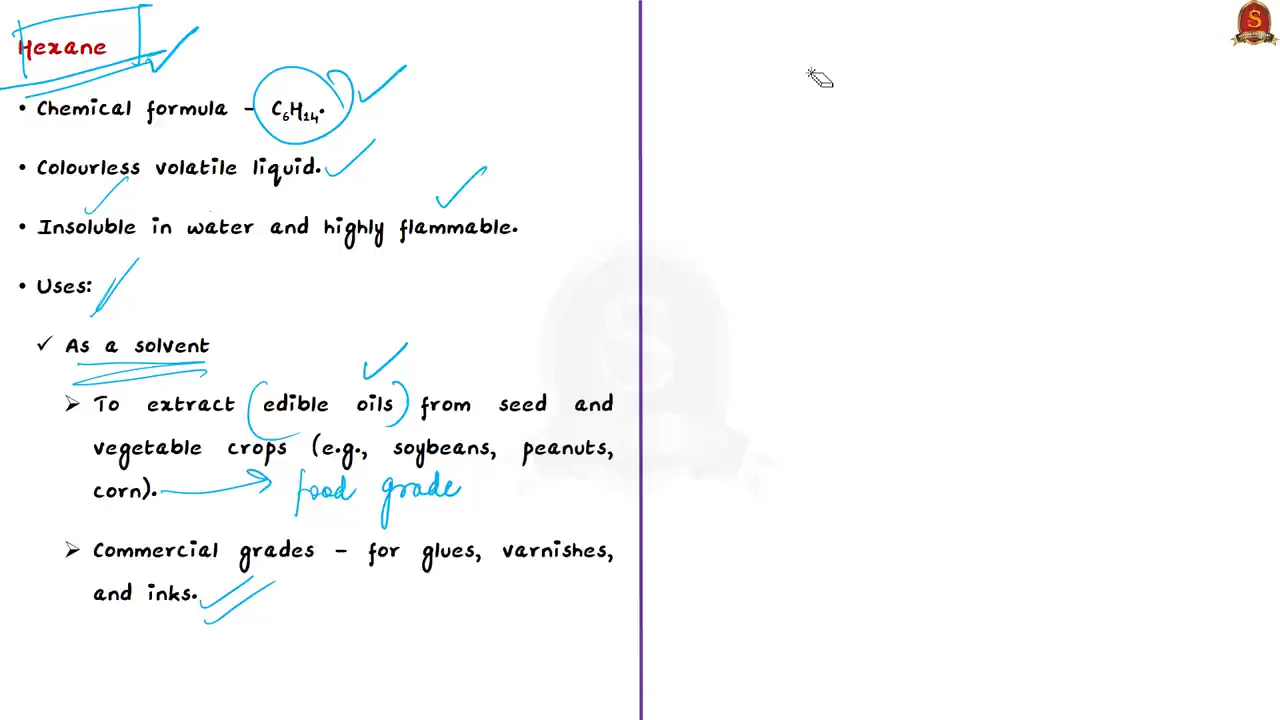 Hexane
• Chemical formula - C₆H₁₄.
• Colourless volatile liquid.
• Insoluble in water and highly flammable.
• Uses:
✓ As a solvent
➢ To extract (edible oils) from seed and
vegetable crops (e.g., soybeans, peanuts,
corn). → food grade
➢ Commercial grades - for glues, varnishes,
and inks.